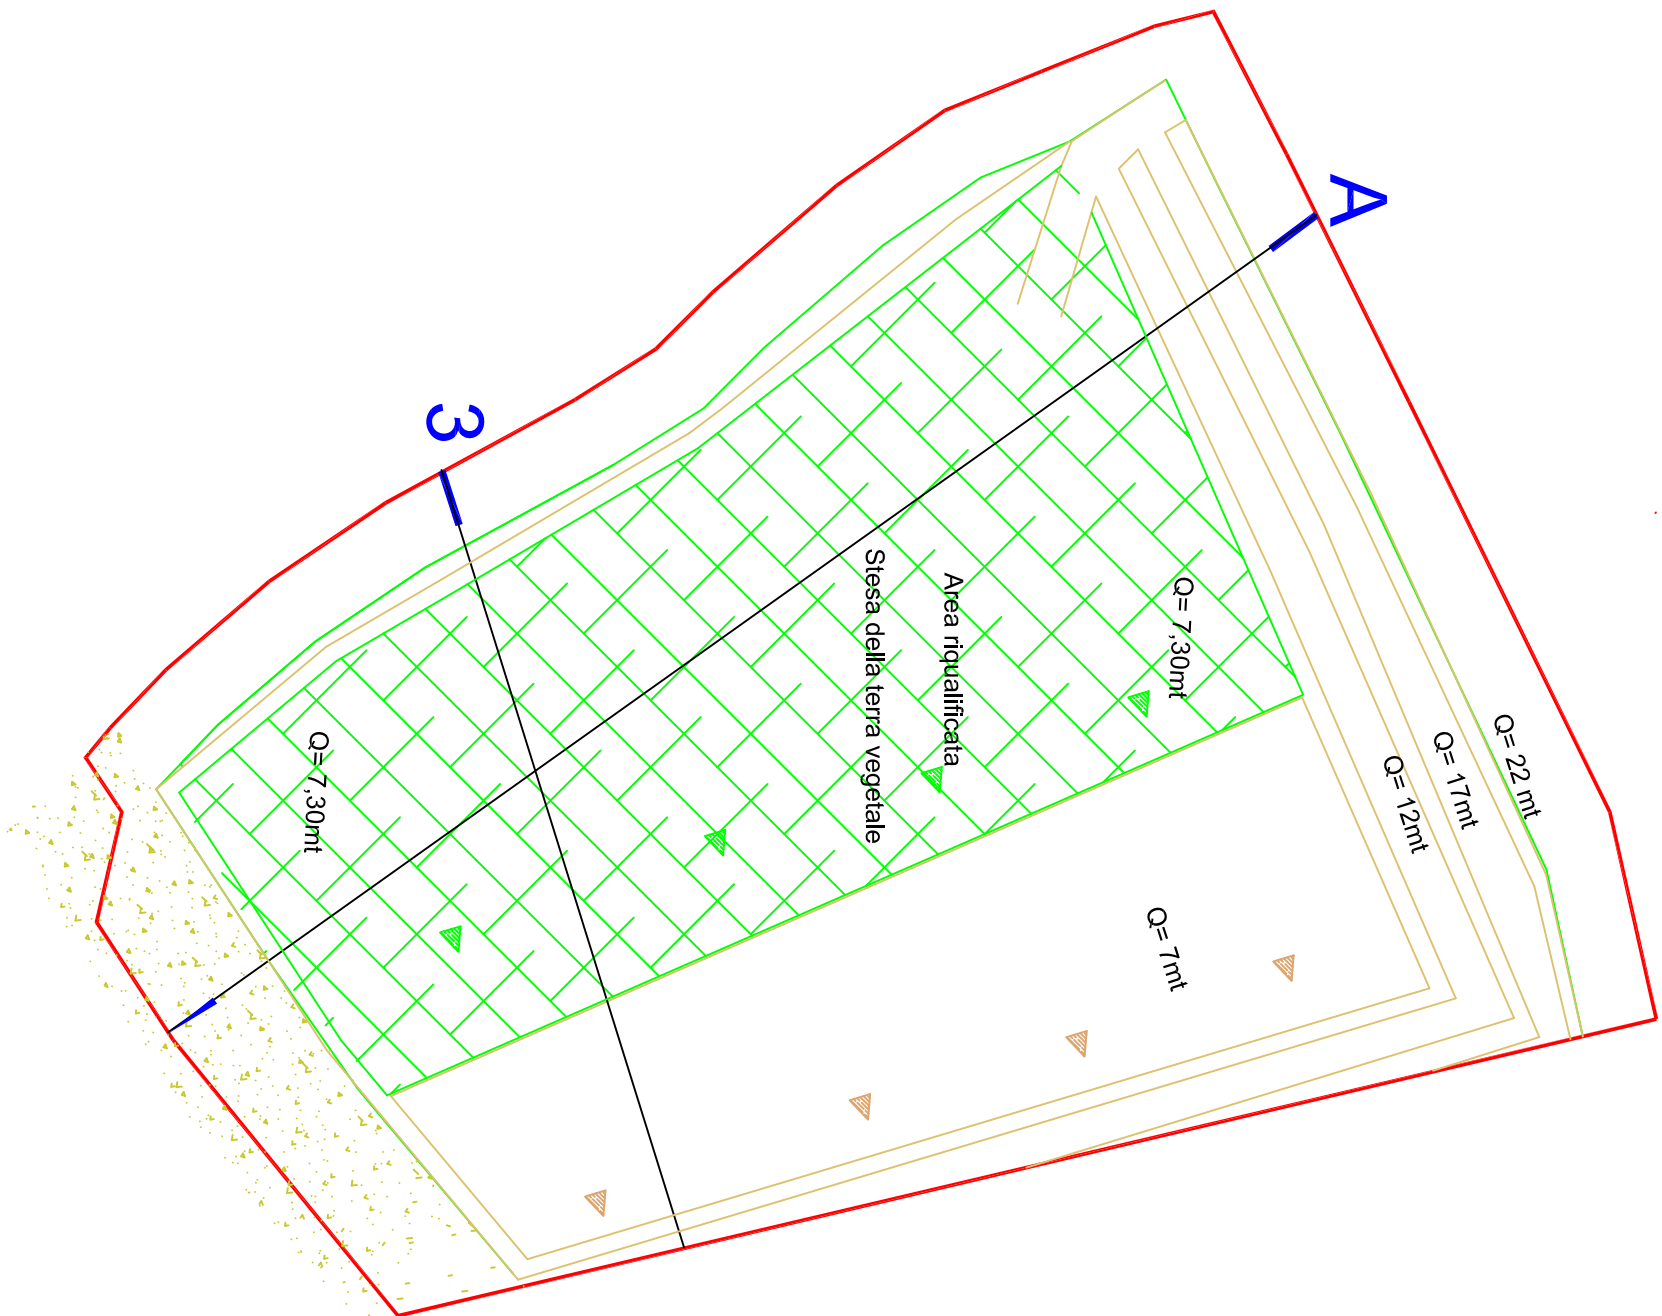 A
3
Q= 22 mt
Q= 17mt
Q= 12mt
Q= 7,30mt
Area riqualificata
Stesa della terra vegetale
Q= 7mt
Q= 7,30mt